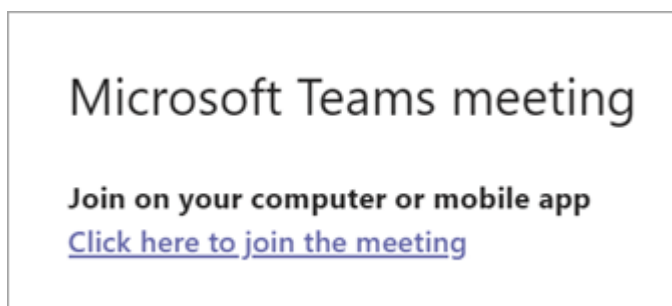 Microsoft Teams meeting
Join on your computer or mobile app
Click here to join the meeting